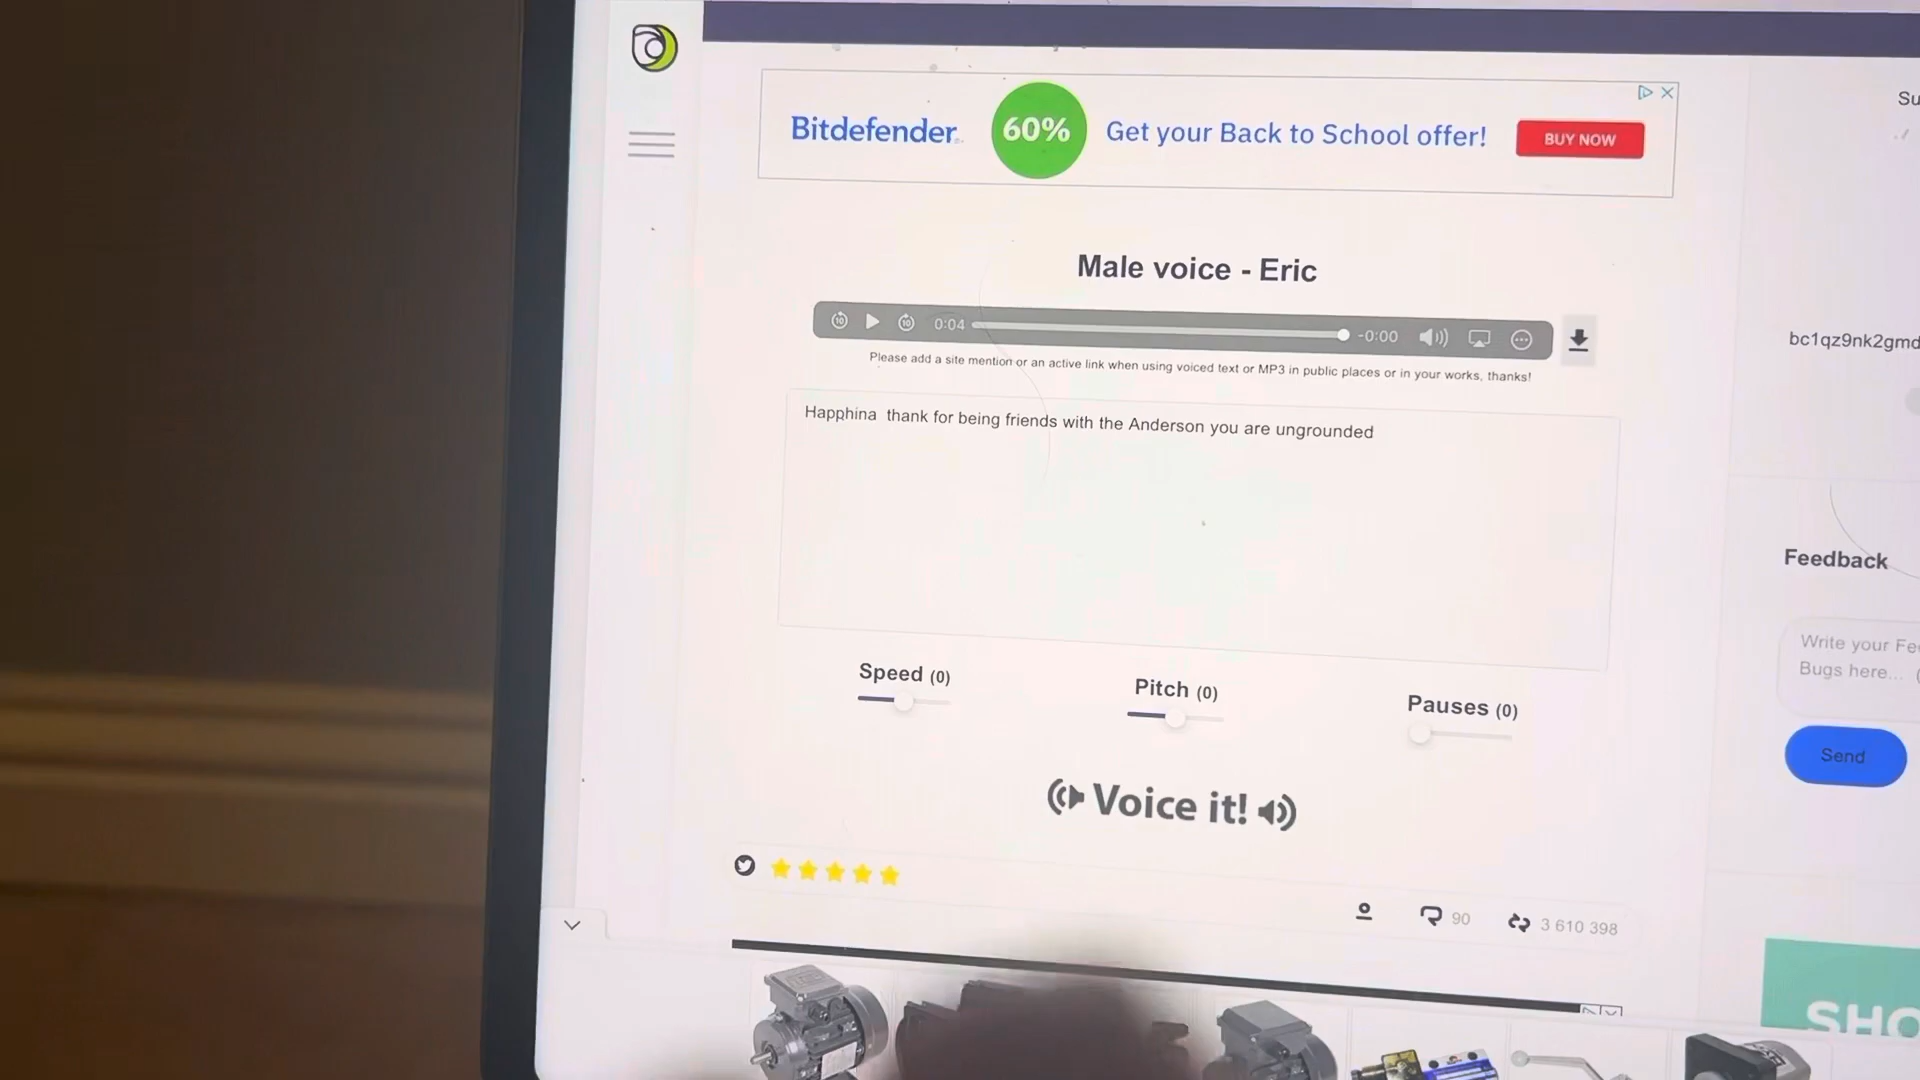 Su
Bitdefender
60%
Get your Back to School offer!
BUY NOW
Male voice - Eric
10
10
0:04
-0:00
bc1qz9nk2gmd
Please add a site mention or an active link when using voiced text or MP3 in public places or in your works, thanks!
Happhina  thank for being friends with the Anderson you are ungrounded
Feedback
Write your Fe
Bugs here...
Speed (0)
Pitch (0)
Pauses (0)
Send
Voice it!
90
3 610 398
SHO